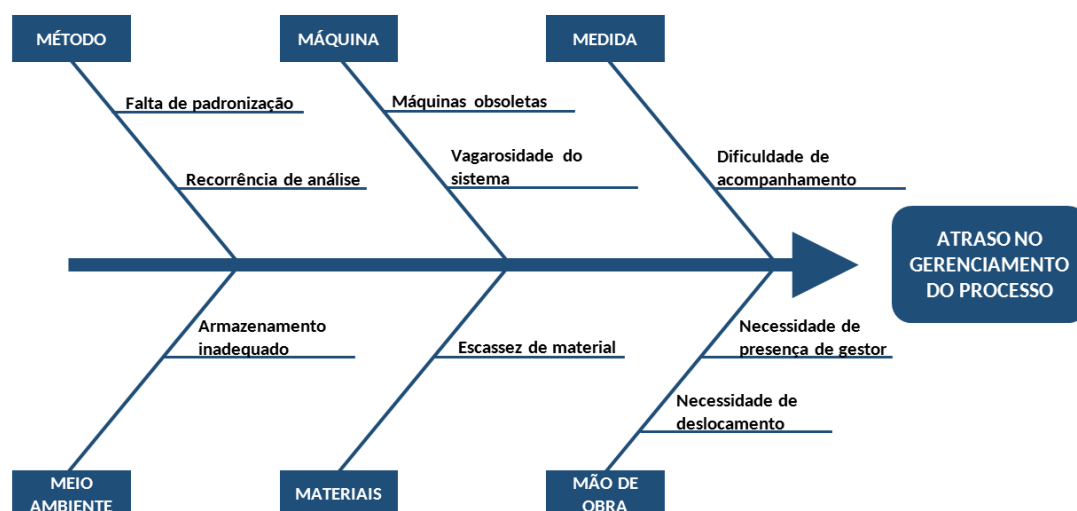 MÉTODO
MÁQUINA
MEDIDA
Falta de padronização
Máquinas obsoletas
Recorrência de análise
Vagarosidade do
sistema
Dificuldade de
acompanhamento
ATRASO NO
GERENCIAMENTO
DO PROCESSO
Armazenamento
inadequado
Escassez de material
Necessidade de
presença de gestor
Necessidade de
deslocamento
MEIO
AMBIENTE
MATERIAIS
MÃO DE
OBRA